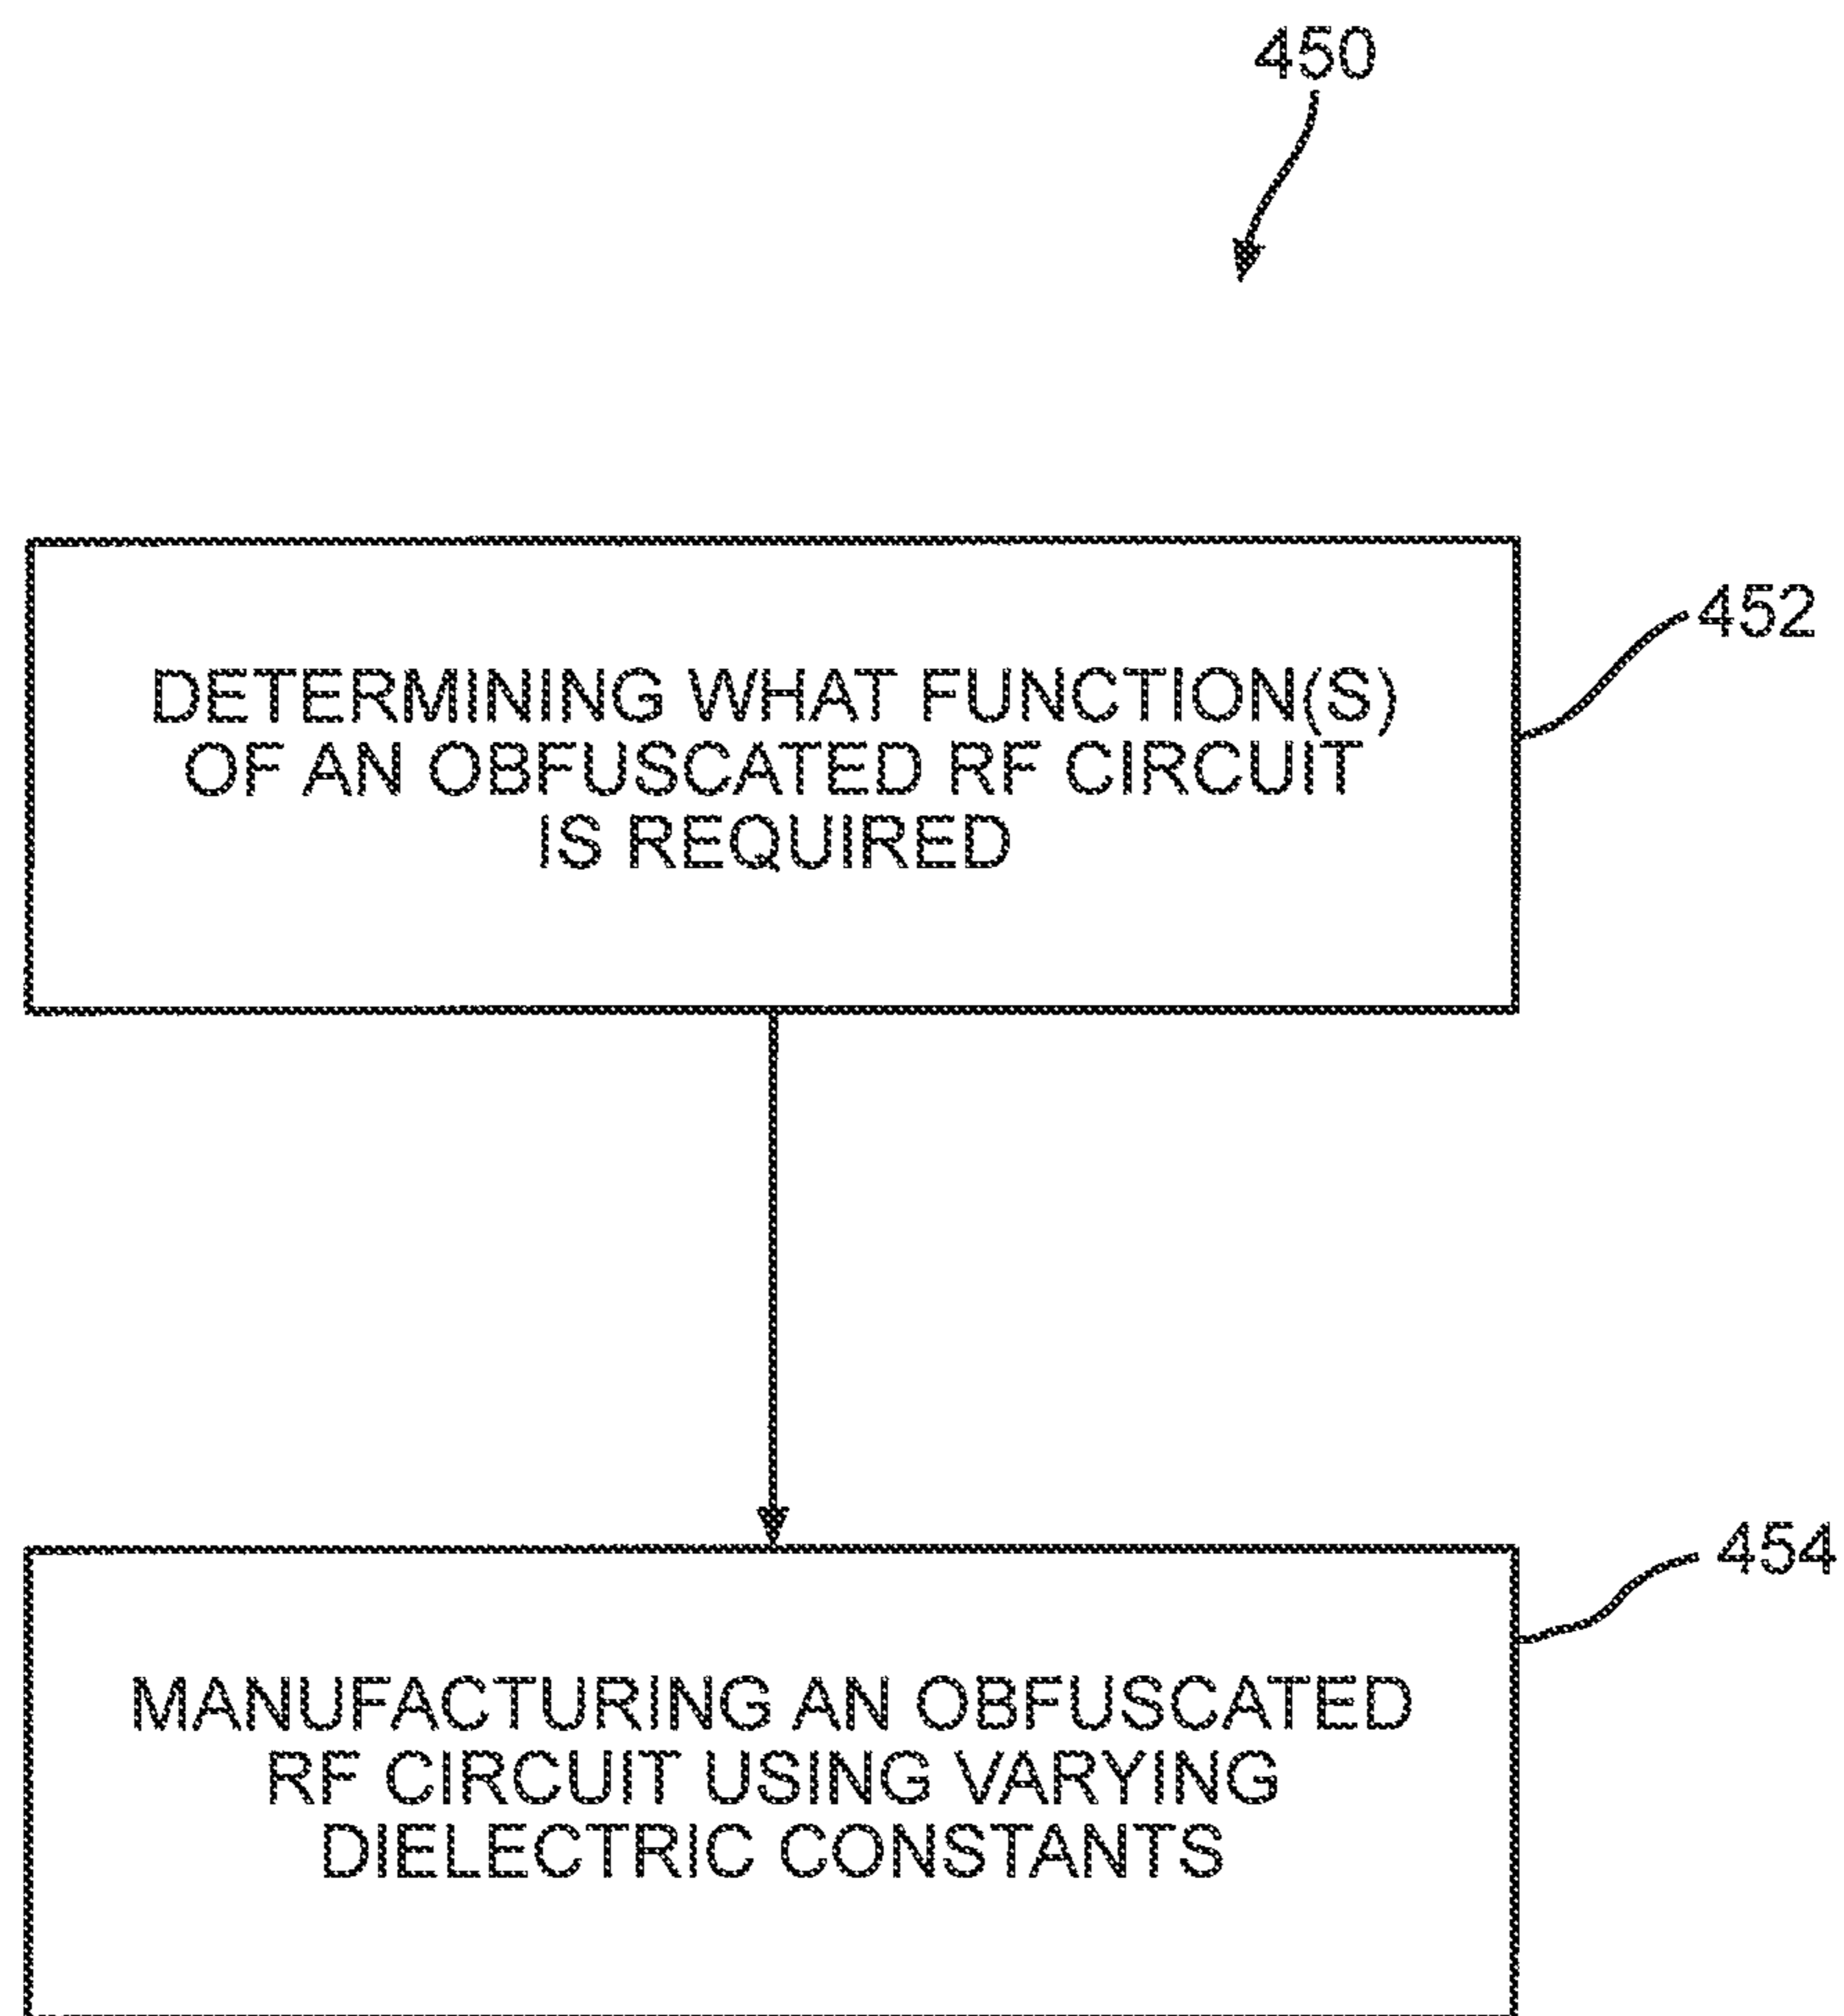 450
452
DETERMINING WHAT FUNCTION(S)
OF AN OBFUSCATED RF CIRCUIT
IS REQUIRED
454
MANUFACTURING AN OBFUSCATED
RF CIRCUIT USING VARYING
DIELECTRIC CONSTANTS